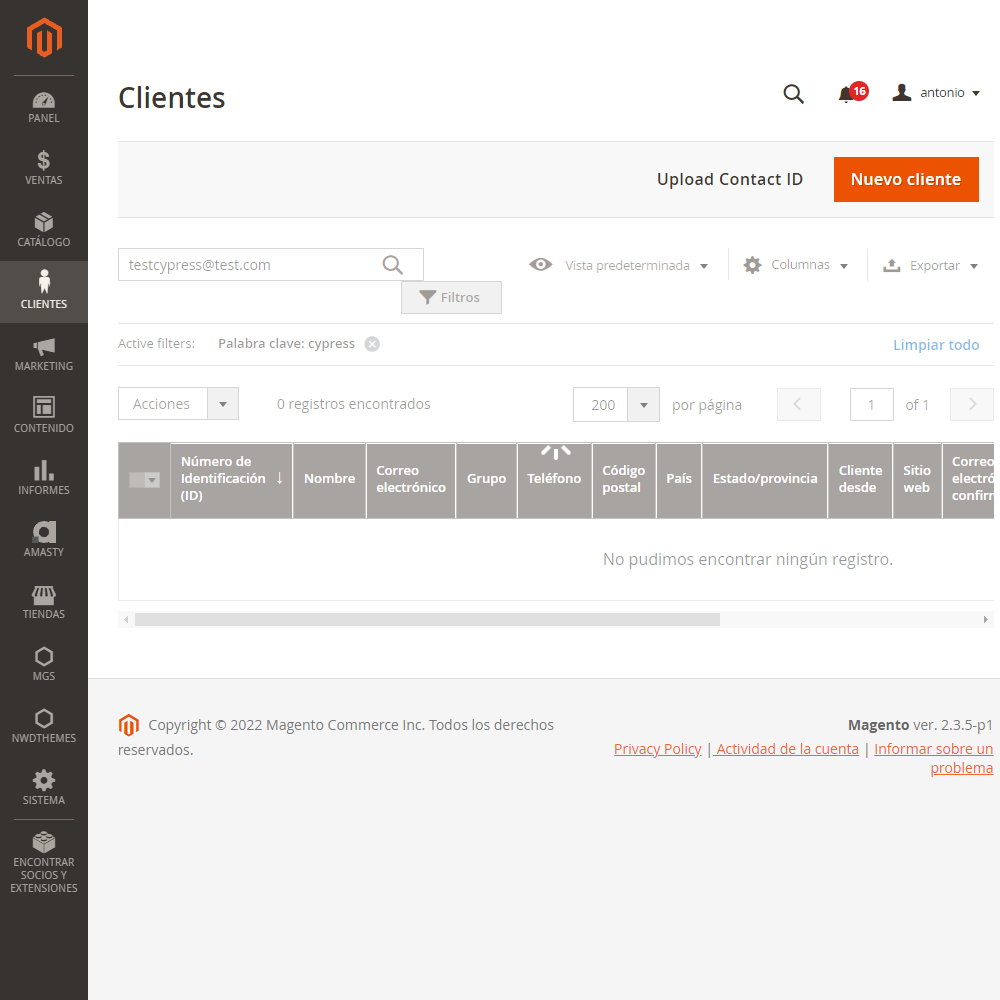 PANEL
VENTAS
CATÁLOGO
CLIENTES
MARKETING
CONTENIDO
INFORMES
AMASTY
TIENDAS
MGS
NWDTHEMES
SISTEMA
ENCONTRAR
SOCIOS Y
EXTENSIONES
Clientes
16
antonio
Upload Contact ID
Nuevo cliente
testcypress@test.com
Vista predeterminada
Columnas
Exportar
Filtros
Active filters:
Palabra clave: cypress
Limpiar todo
Acciones
0 registros encontrados
200
por página
1
of 1
Número de
Identificación
(ID)
↓
Nombre
Correo
electrónico
Grupo
Teléfono
Código
postal
País
Estado/provincia
Cliente
desde
Sitio
web
Correo
electró
confirm
No pudimos encontrar ningún registro.
Copyright © 2022 Magento Commerce Inc. Todos los derechos
reservados.
Magento ver. 2.3.5-p1
Privacy Policy | Actividad de la cuenta | Informar sobre un
problema